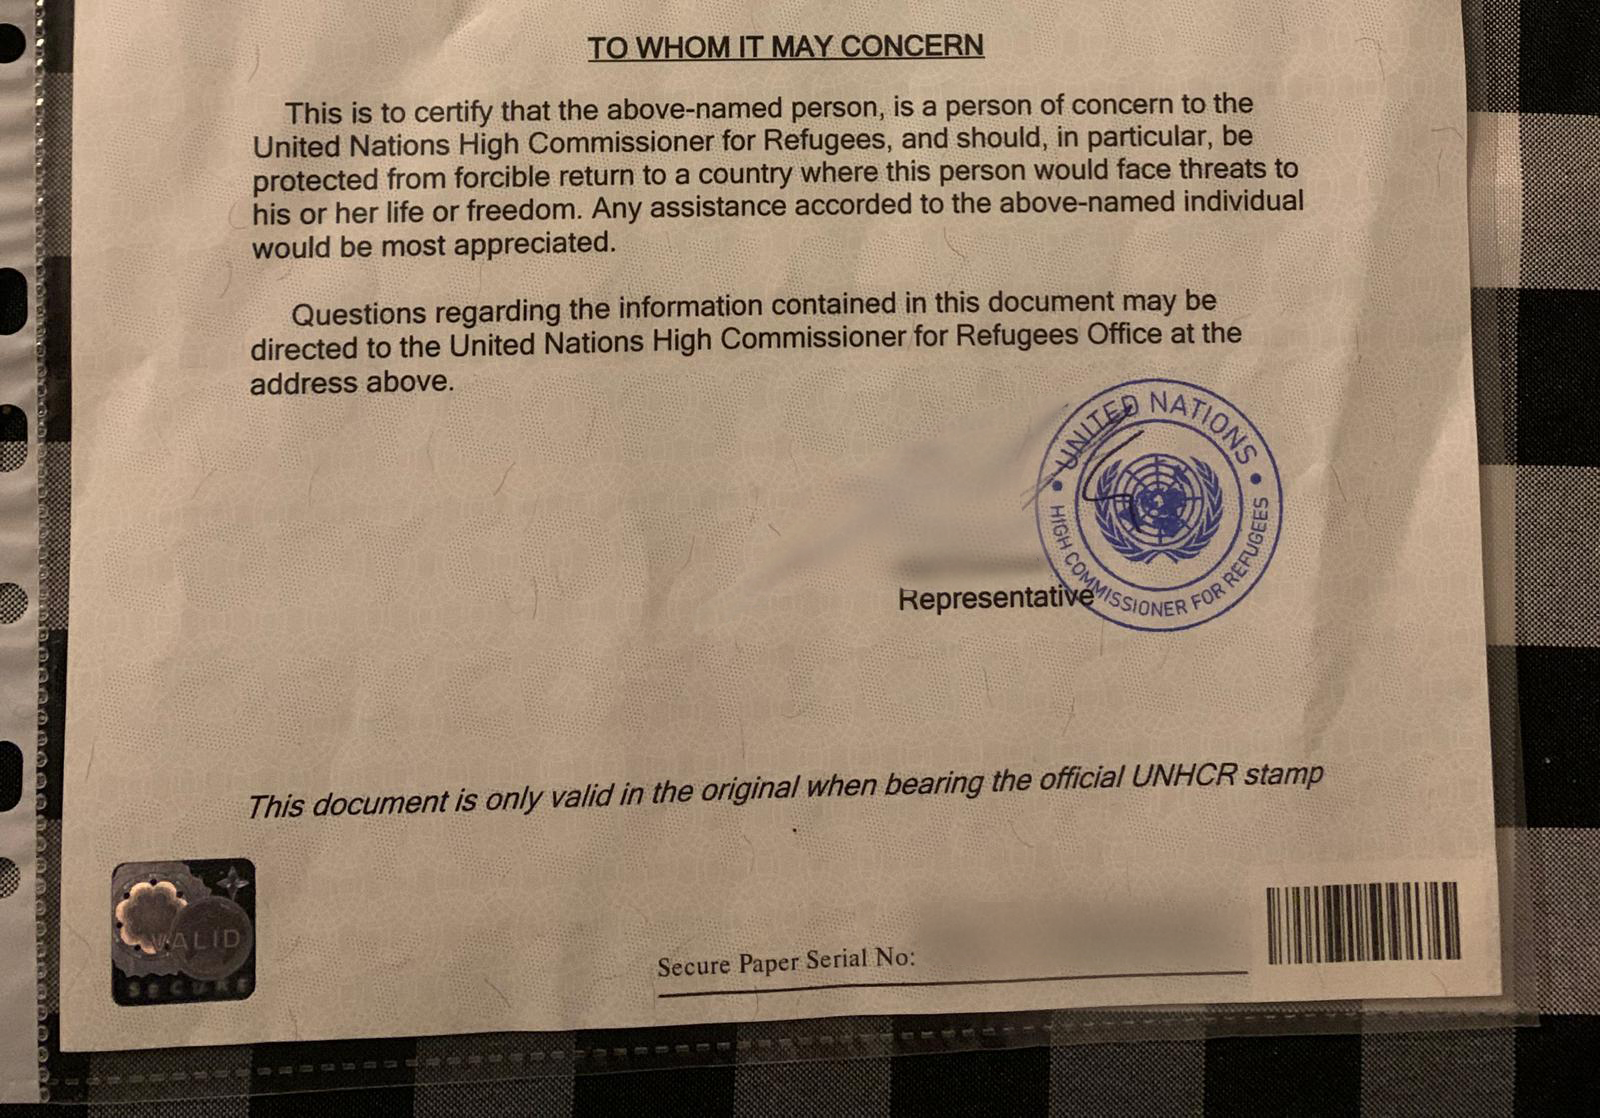 TO WHOM IT MAY CONCERN
This is to certify that the above-named person, is a person of concern to the
United Nations High Commissioner for Refugees, and should, in particular, be
protected from forcible return to a country where this person would face threats to
his or her life or freedom. Any assistance accorded to the above-named individual
would be most appreciated.
Questions regarding the information contained in this document may be
directed to the United Nations High Commissioner for Refugees Office at the
address above.
UNITED NATIONS
HIGH COMMISSIONER FOR REFUGEES
Representative
This document is only valid in the original when bearing the official UNHCR stamp
VALID
SECURE
Secure Paper Serial No: